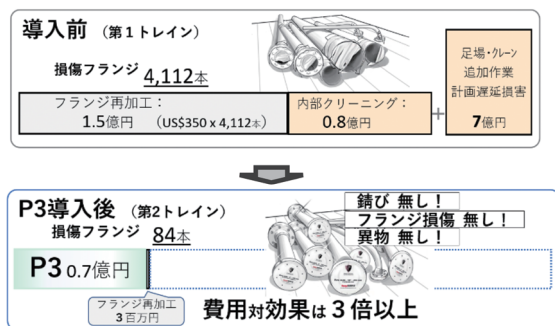 導入前（第１トレイン）
損傷フランジ 4,112本
フランジ再加工：
1.5億円（US$350 x 4,112本）
内部クリーニング：
0.8億円
+
足場・クレーン
追加作業
計画遅延損害
7億円
P3導入後（第2トレイン）
損傷フランジ 84本
錆び 無し！
フランジ損傷 無し！
異物 無し！
P3 0.7億円
フランジ再加工
3百万円
費用対効果は３倍以上